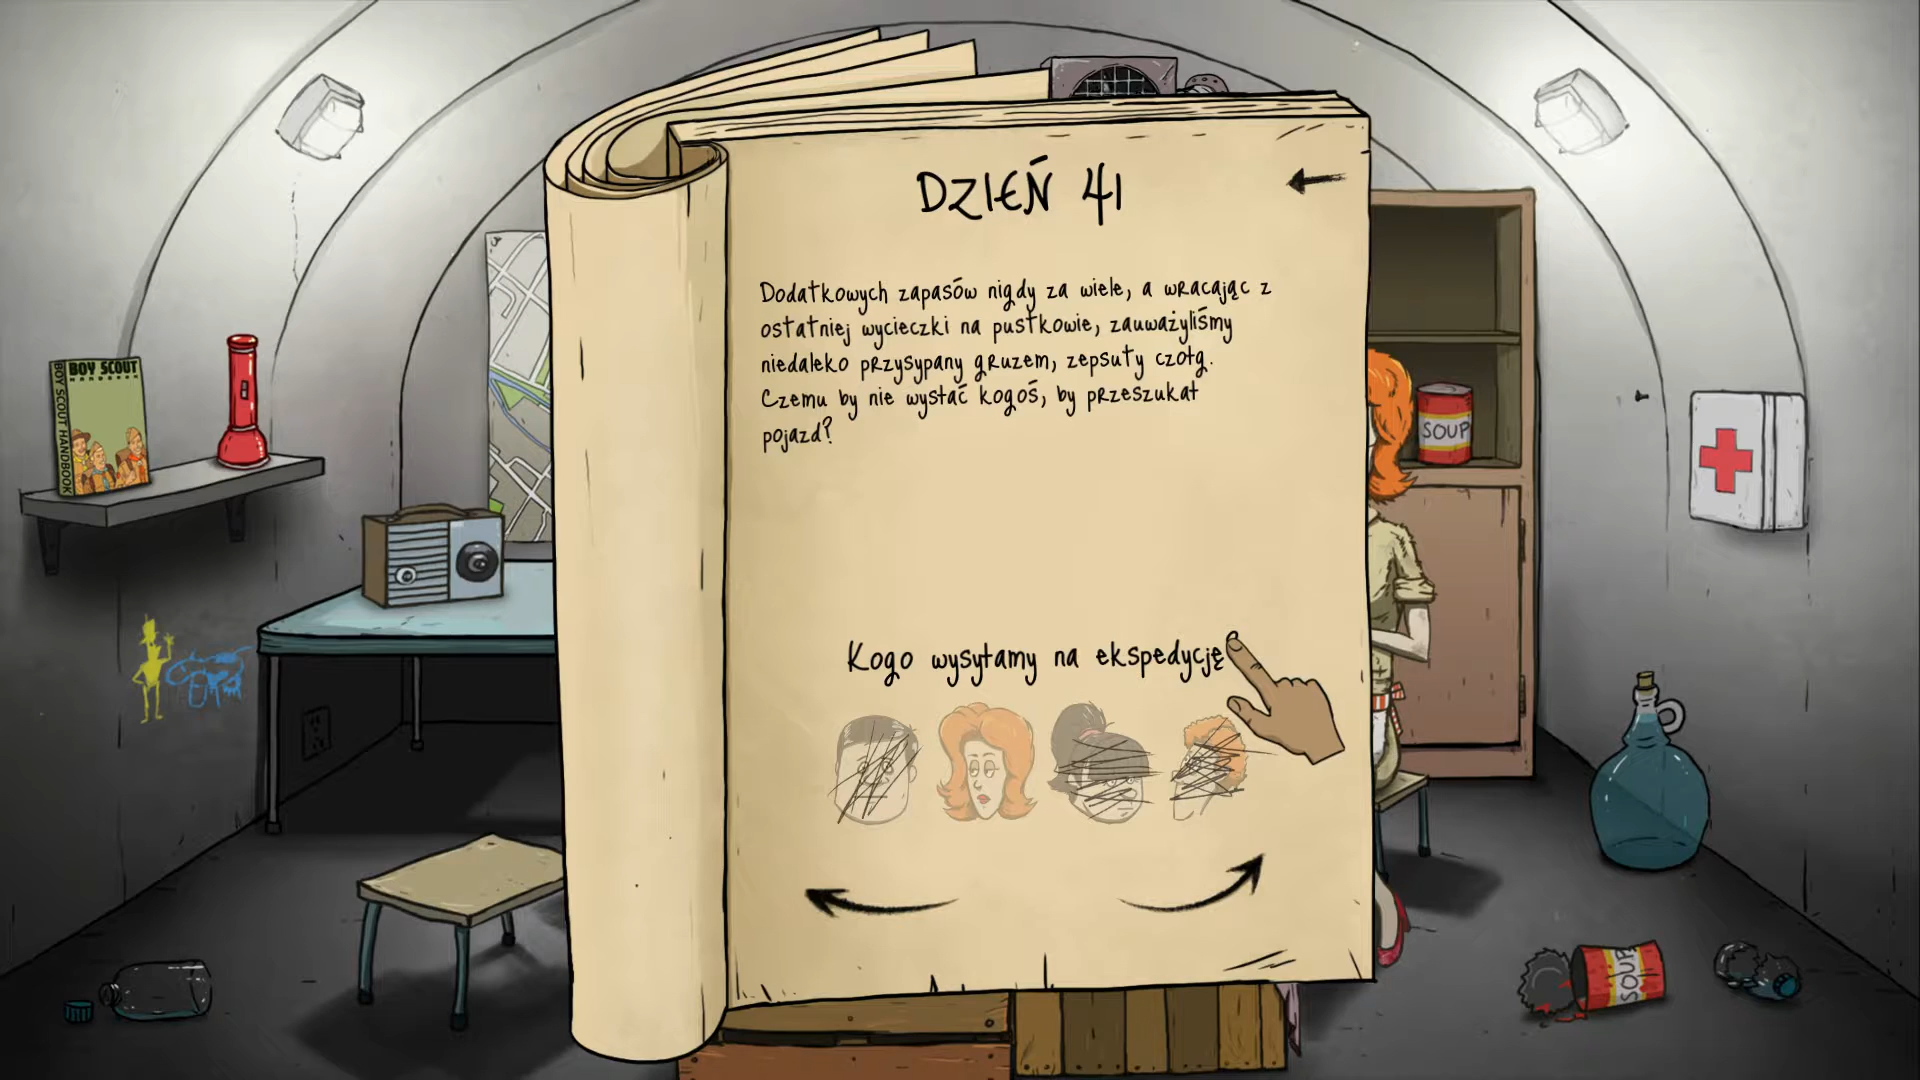 DZIEŃ 41
Dodatkowych zapasów nigdy za wiele, a wracając z
ostatniej wycieczki na pustkowie, zauważyliśmy
niedaleko przysypany gruzem, zepsuty czołg.
Czemu by nie wysłać kogoś, by przeszukał
pojazd?
Kogo wysyłamy na ekspedycję
BOY SCOUT
HANDBOOK
BOY SCOUT HANDBOOK
SOUP
SOUP